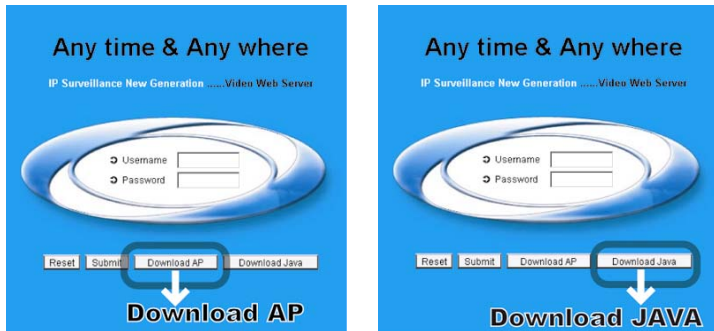 Any time & Any where
IP Surveillance New Generation ......Video Web Server
Username
Password
Reset Submit Download AP Download Java
Download AP
Any time & Any where
IP Surveillance New Generation ......Video Web Server
Username
Password
Reset Submit Download AP Download Java
Download JAVA